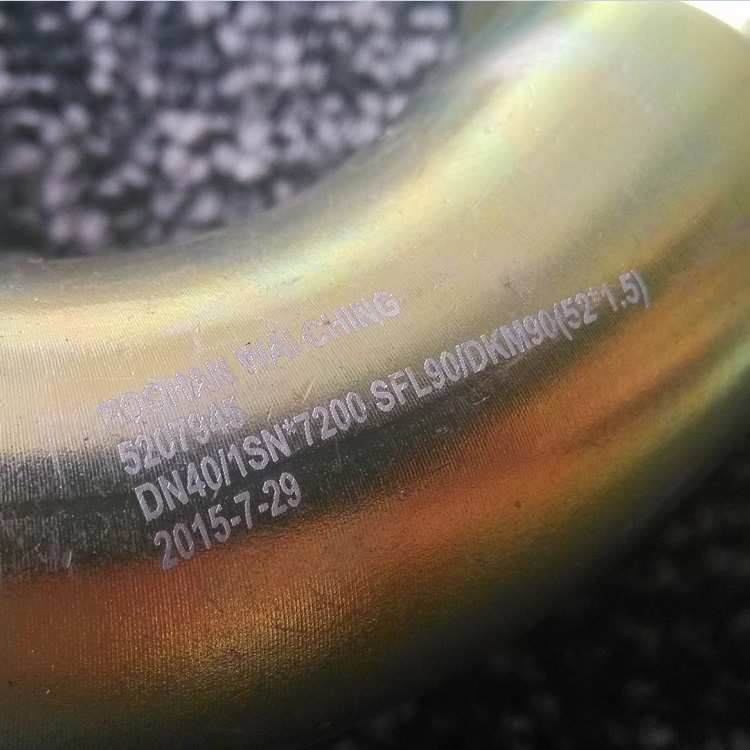 FOSHAN WAI CHING
5207945
DN40/1SN*7200 SFL90/DKM90(52*1.5)
2015-7-29